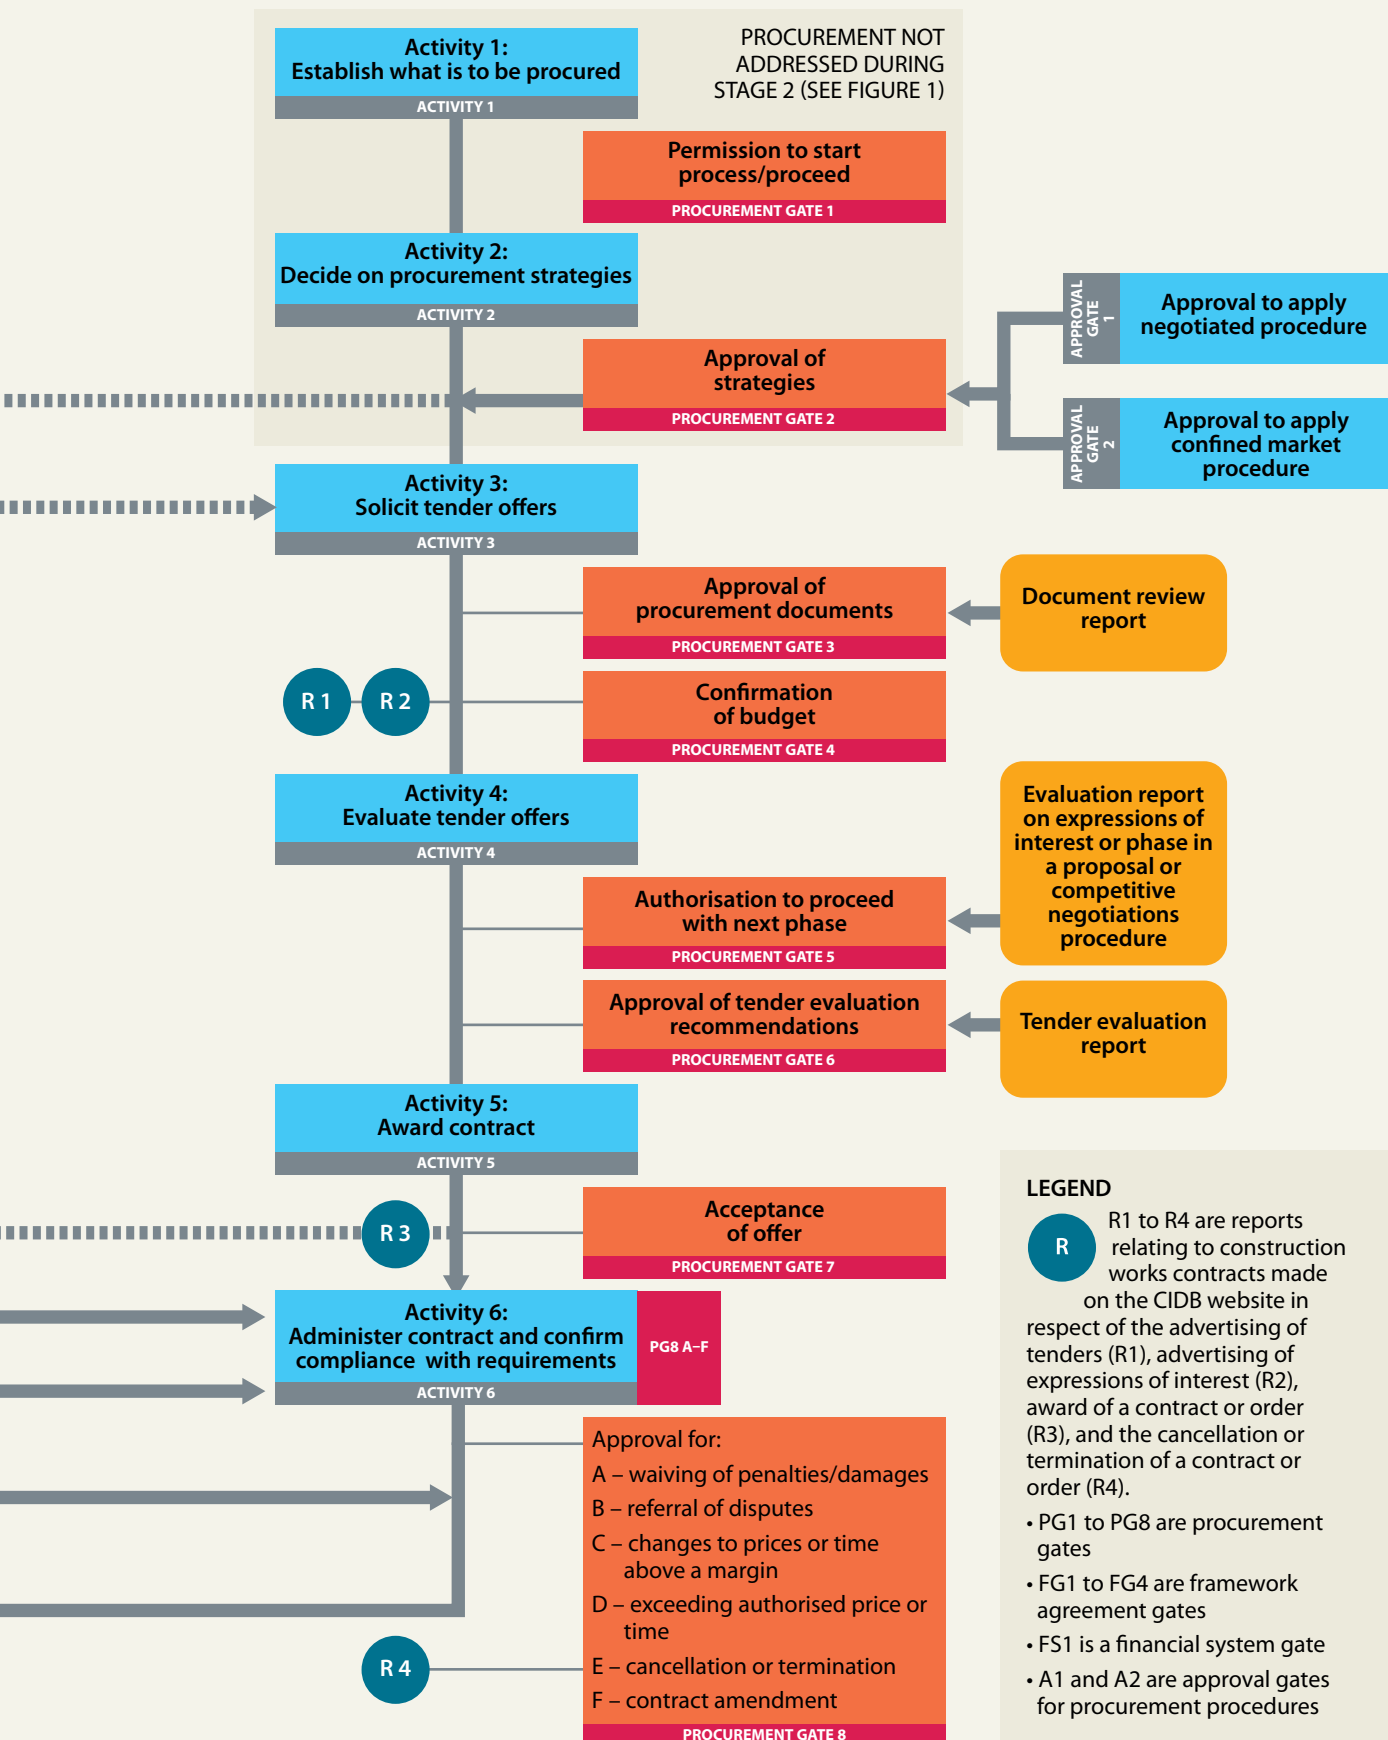 Activity 1:
Establish what is to be procured
ACTIVITY 1
PROCUREMENT NOT
ADDRESSED DURING
STAGE 2 (SEE FIGURE 1)
Permission to start
process/proceed
PROCUREMENT GATE 1
Activity 2:
Decide on procurement strategies
ACTIVITY 2
Approval of
strategies
PROCUREMENT GATE 2
APPROVAL
GATE
1
Approval to apply
negotiated procedure
APPROVAL
GATE
2
Approval to apply
confined market
procedure
Activity 3:
Solicit tender offers
ACTIVITY 3
Approval of
procurement documents
PROCUREMENT GATE 3
Document review
report
R 1
R 2
Confirmation
of budget
PROCUREMENT GATE 4
Activity 4:
Evaluate tender offers
ACTIVITY 4
Authorisation to proceed
with next phase
PROCUREMENT GATE 5
Evaluation report
on expressions of
interest or phase in
a proposal or
competitive
negotiations
procedure
Approval of tender evaluation
recommendations
PROCUREMENT GATE 6
Tender evaluation
report
Activity 5:
Award contract
ACTIVITY 5
R 3
Acceptance
of offer
PROCUREMENT GATE 7
Activity 6:
Administer contract and confirm
compliance with requirements
ACTIVITY 6
PG8 A–F
Approval for:
A – waiving of penalties/damages
B – referral of disputes
C – changes to prices or time
above a margin
D – exceeding authorised price or
time
E – cancellation or termination
F – contract amendment
PROCUREMENT GATE 8
R 4
LEGEND
R
R1 to R4 are reports
relating to construction
works contracts made
on the CIDB website in
respect of the advertising of
tenders (R1), advertising of
expressions of interest (R2),
award of a contract or order
(R3), and the cancellation or
termination of a contract or
order (R4).
• PG1 to PG8 are procurement
gates
• FG1 to FG4 are framework
agreement gates
• FS1 is a financial system gate
• A1 and A2 are approval gates
for procurement procedures